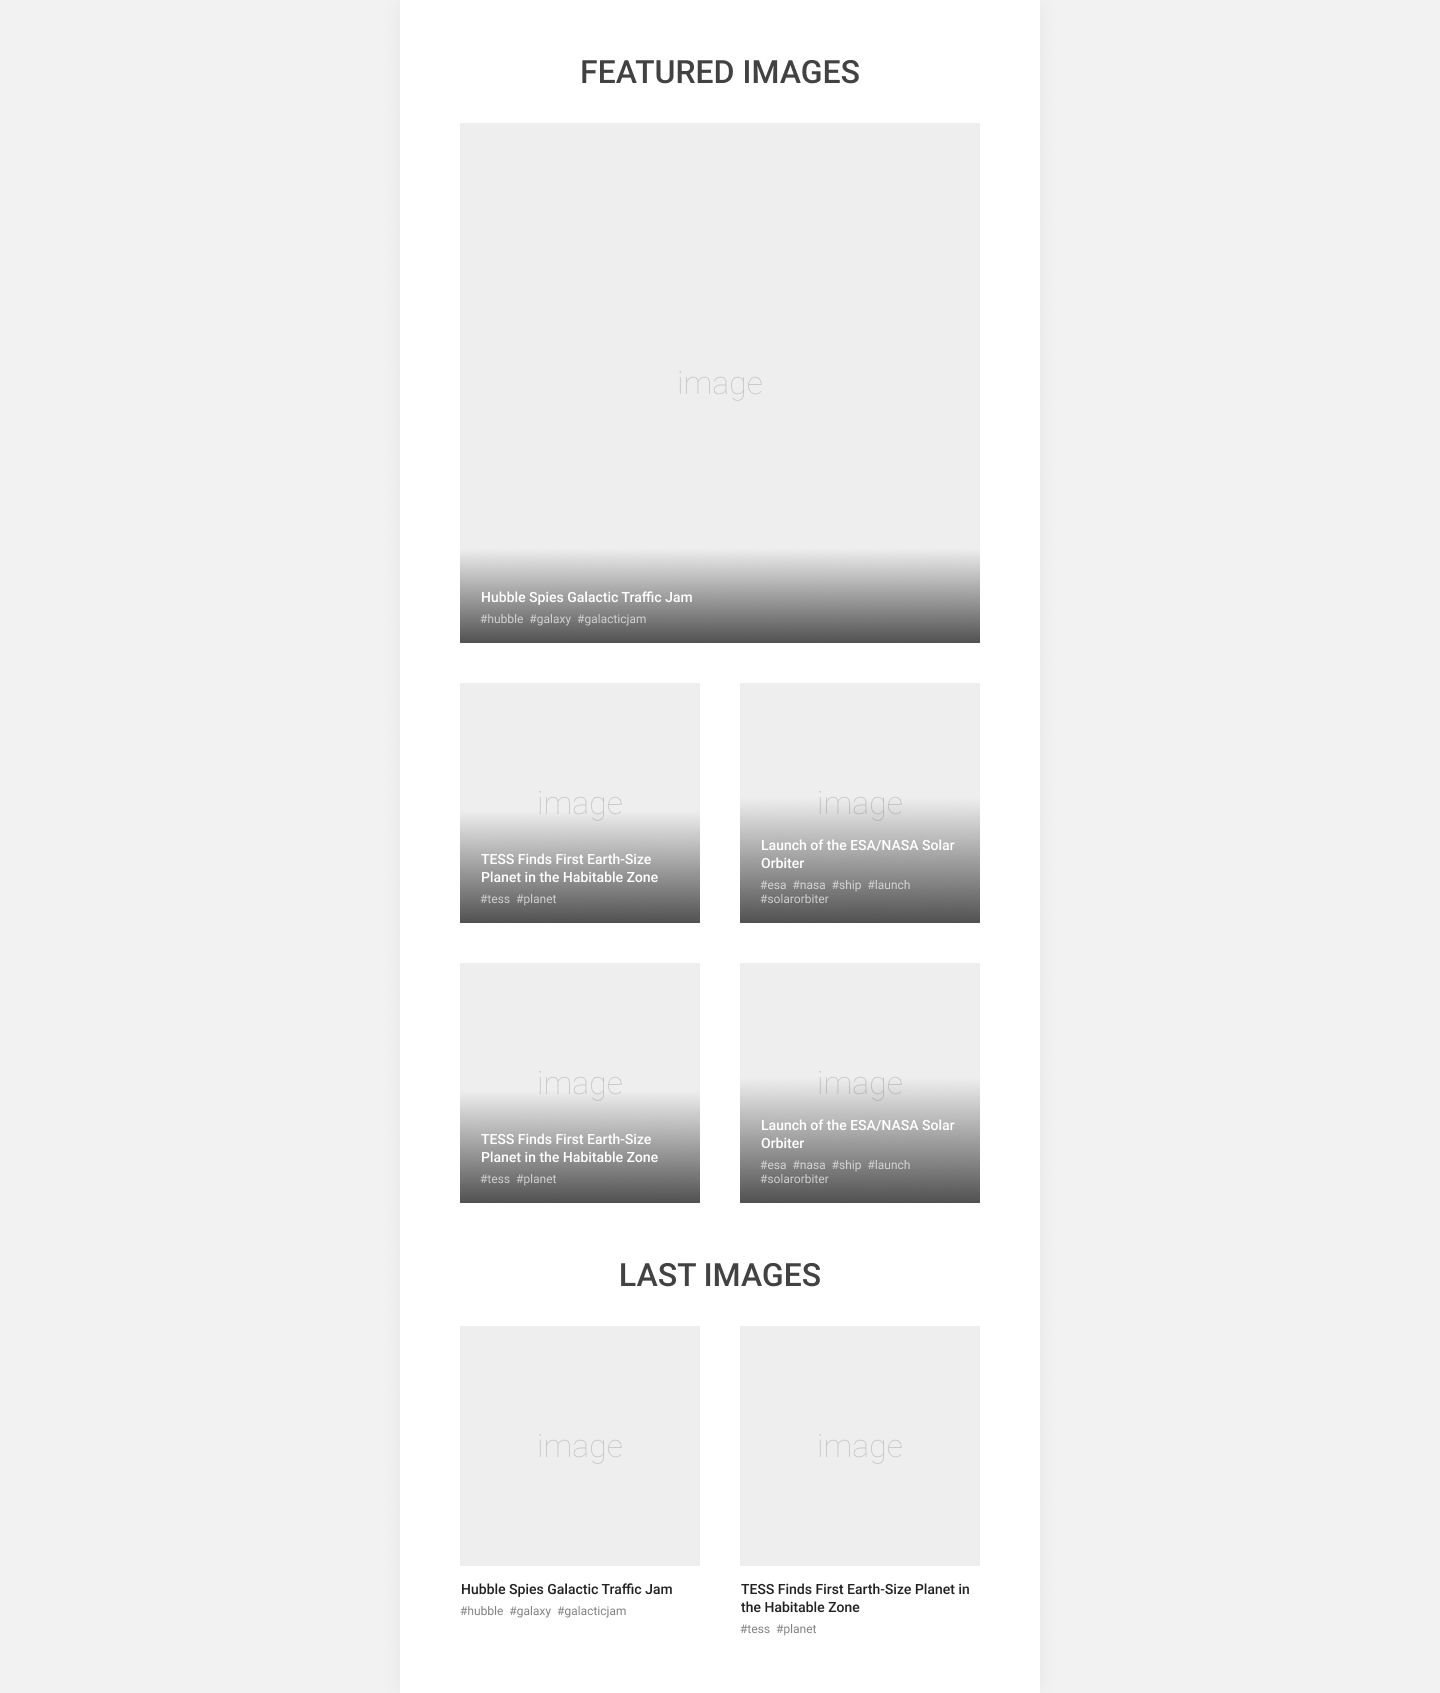 FEATURED IMAGES
image
Hubble Spies Galactic Traffic Jam
#hubble #galaxy #galacticjam
image
TESS Finds First Earth-Size
Planet in the Habitable Zone
#tess #planet
image
Launch of the ESA/NASA Solar
Orbiter
#esa #nasa #ship #launch
#solarorbiter
image
TESS Finds First Earth-Size
Planet in the Habitable Zone
#tess #planet
image
Launch of the ESA/NASA Solar
Orbiter
#esa #nasa #ship #launch
#solarorbiter
LAST IMAGES
image
Hubble Spies Galactic Traffic Jam
#hubble #galaxy #galacticjam
image
TESS Finds First Earth-Size Planet in
the Habitable Zone
#tess #planet